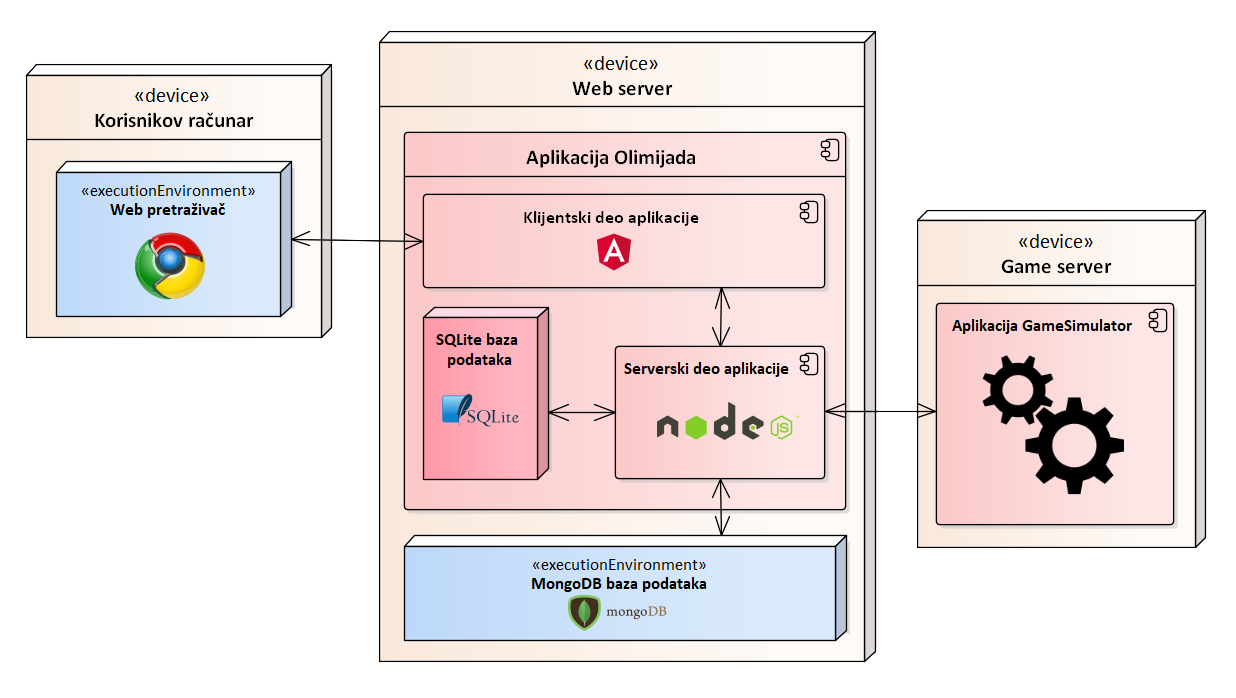 «device»
Korisnikov računar
«executionEnvironment»
Web pretraživač
«device»
Web server
Aplikacija Olimijada
Klijentski deo aplikacije
A
SQLite baza
podataka
SQLite
Serverski deo aplikacije
node
JS
™
«executionEnvironment»
MongoDB baza podataka
mongoDB
«device»
Game server
Aplikacija GameSimulator